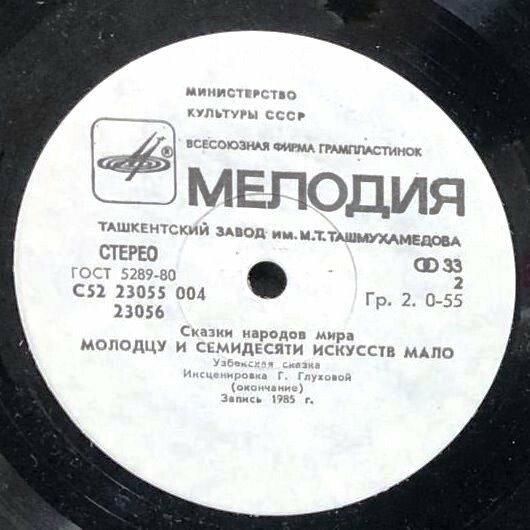 МИНИСТЕРСТВО
КУЛЬТУРЫ СССР
ВСЕСОЮЗНАЯ ФИРМА ГРАМПЛАСТИНОК
®
МЕЛОДИЯ
ТАШКЕНТСКИЙ ЗАВОД ИМ. М.Т. ТАШМУХАМЕДОВА
СТЕРЕО 33
ГОСТ 5289-80 2
С52 23055 004 Гр. 2. 0-55
23056
Сказки народов мира
МОЛОДЦУ И СЕМИДЕСЯТИ ИСКУССТВ МАЛО
Узбекская сказка
Инсценировка Г. Глуховой
(окончание)
Запись 1985 г.